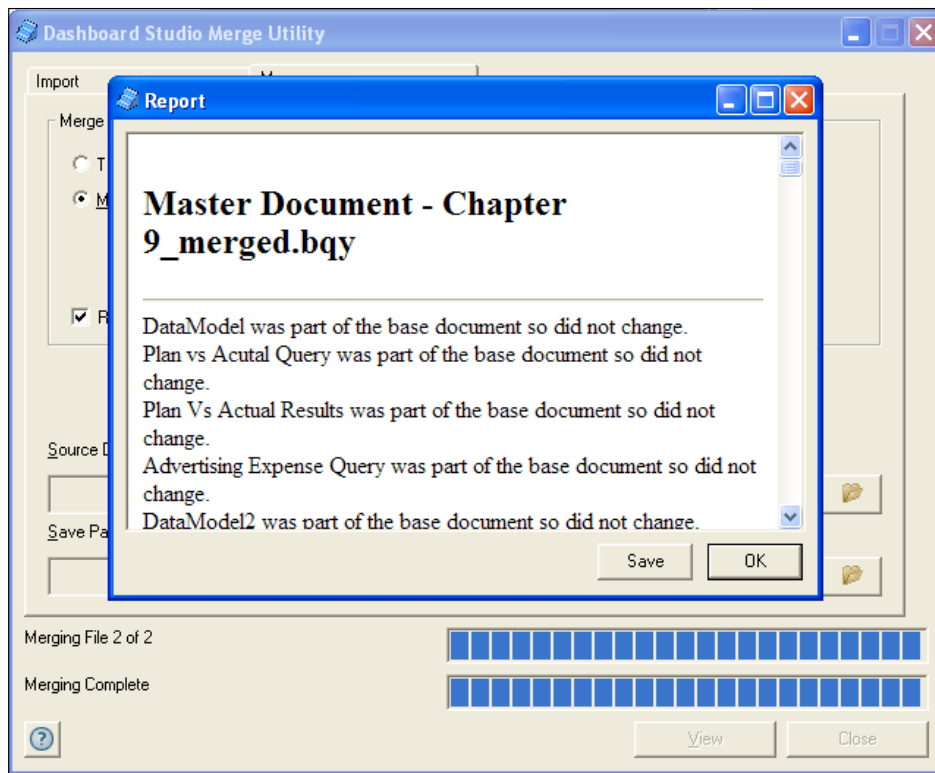 Dashboard Studio Merge Utility
Import
Report
Merge
T
M
R
Master Document - Chapter
9_merged.bqy
DataModel was part of the base document so did not change.
Plan vs Acutal Query was part of the base document so did not
change.
Plan Vs Actual Results was part of the base document so did not
change.
Advertising Expense Query was part of the base document so did not
change.
DataModel2 was part of the base document so did not change.
Source D
Save Pa
Save
OK
Merging File 2 of 2
Merging Complete
?
View
Close